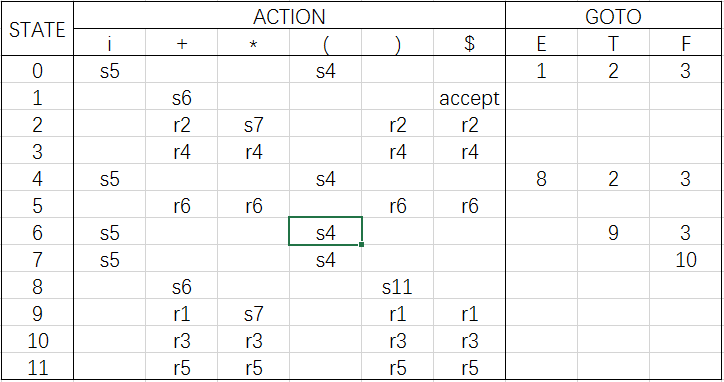 STATE ACTION GOTO
i + * ( ) $ E T F
0 s5 s4 1 2 3
1 s6 accept
2 r2 s7 r2 r2
3 r4 r4 r4 r4
4 s5 s4 8 2 3
5 r6 r6 r6 r6
6 s5 s4 9 3
7 s5 s4 10
8 s6 s11
9 r1 s7 r1 r1
10 r3 r3 r3 r3
11 r5 r5 r5 r5